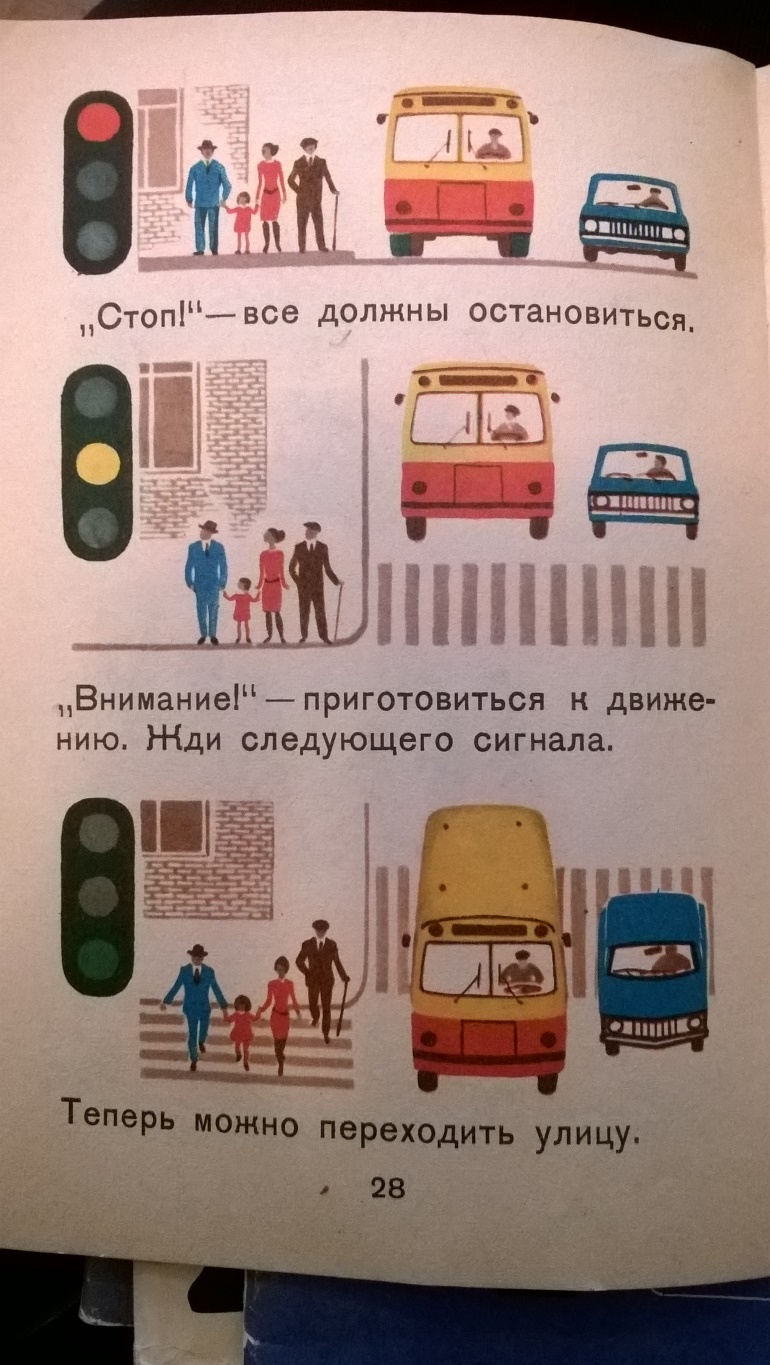 „Стоп!“—все должны остановиться.
„Внимание!“—приготовиться к движе-
нию. Жди следующего сигнала.
Теперь можно переходить улицу.
28